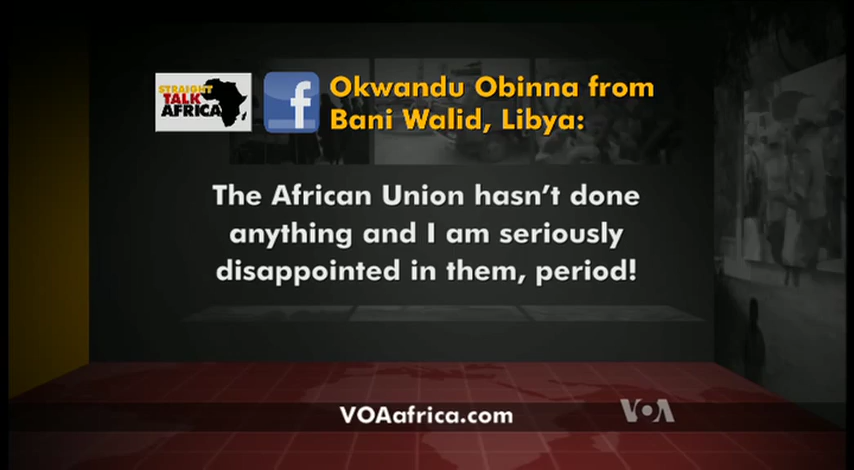 STRAIGHT
TALK
AFRICA
f
Okwandu Obinna from
Bani Walid, Libya:
The African Union hasn’t done
anything and I am seriously
disappointed in them, period!
VOAafrica.com
VOA